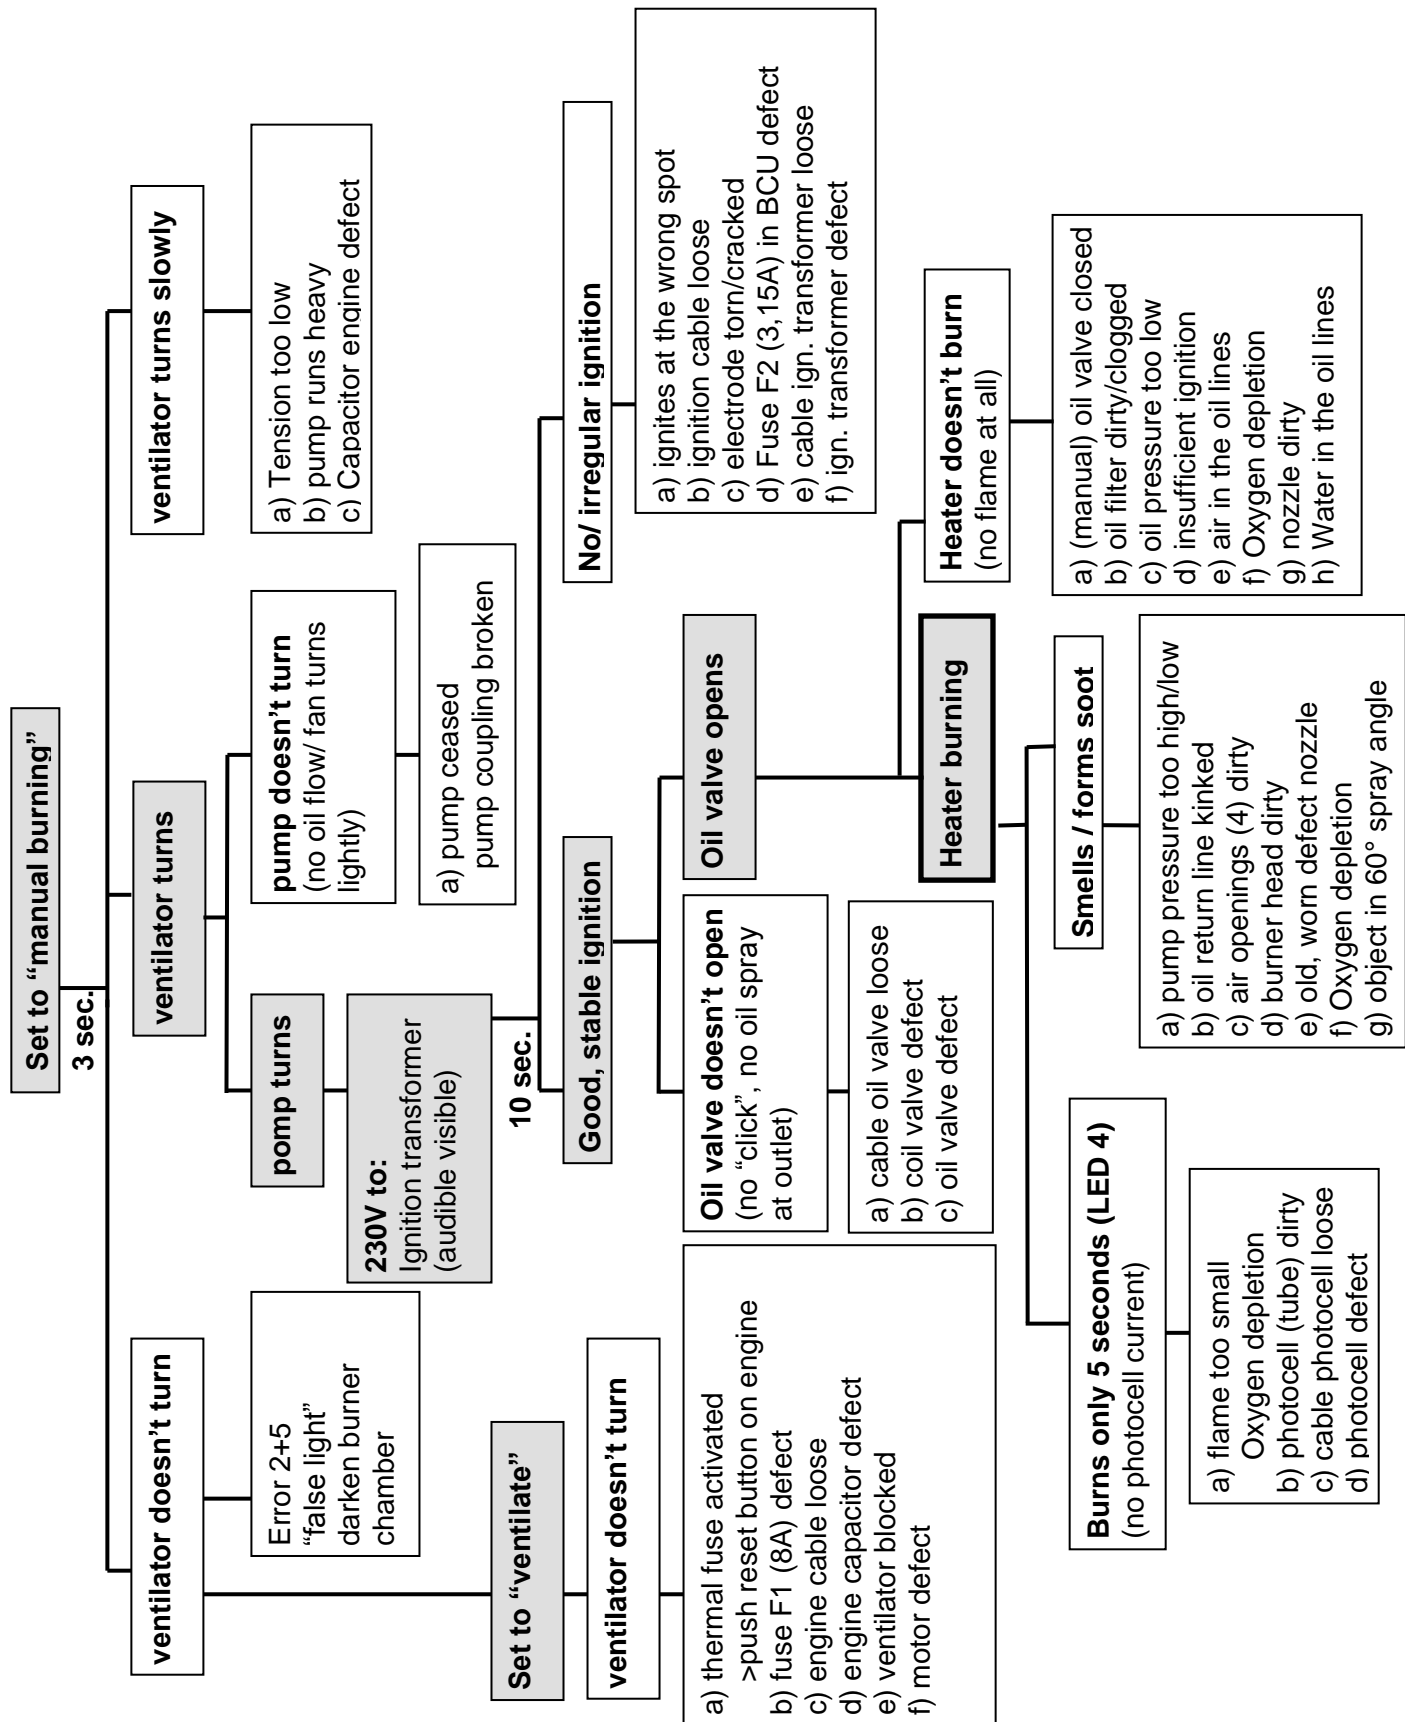 Set to “manual burning”
3 sec.
ventilator doesn’t turn
ventilator turns
ventilator turns slowly
Error 2+5
“false light”
darken burner
chamber
pomp turns
pump doesn’t turn
(no oil flow/ fan turns
lightly)
a) Tension too low
b) pump runs heavy
c) Capacitor engine defect
230V to:
Ignition transformer
(audible visible)
a) pump ceased
pump coupling broken
10 sec.
Set to “ventilate”
Good, stable ignition
No/ irregular ignition
ventilator doesn’t turn
a) ignites at the wrong spot
b) ignition cable loose
c) electrode torn/cracked
d) Fuse F2 (3,15A) in BCU defect
e) cable ign. transformer loose
f) ign. transformer defect
a) thermal fuse activated
>push reset button on engine
b) fuse F1 (8A) defect
c) engine cable loose
d) engine capacitor defect
e) ventilator blocked
f) motor defect
Oil valve doesn’t open
(no “click”, no oil spray
at outlet)
Oil valve opens
a) cable oil valve loose
b) coil valve defect
c) oil valve defect
Heater burning
Heater doesn’t burn
(no flame at all)
Burns only 5 seconds (LED 4)
(no photocell current)
Smells / forms soot
a) (manual) oil valve closed
b) oil filter dirty/clogged
c) oil pressure too low
d) insufficient ignition
e) air in the oil lines
f) Oxygen depletion
g) nozzle dirty
h) Water in the oil lines
a) flame too small
Oxygen depletion
b) photocell (tube) dirty
c) cable photocell loose
d) photocell defect
a) pump pressure too high/low
b) oil return line kinked
c) air openings (4) dirty
d) burner head dirty
e) old, worn defect nozzle
f) Oxygen depletion
g) object in 60° spray angle